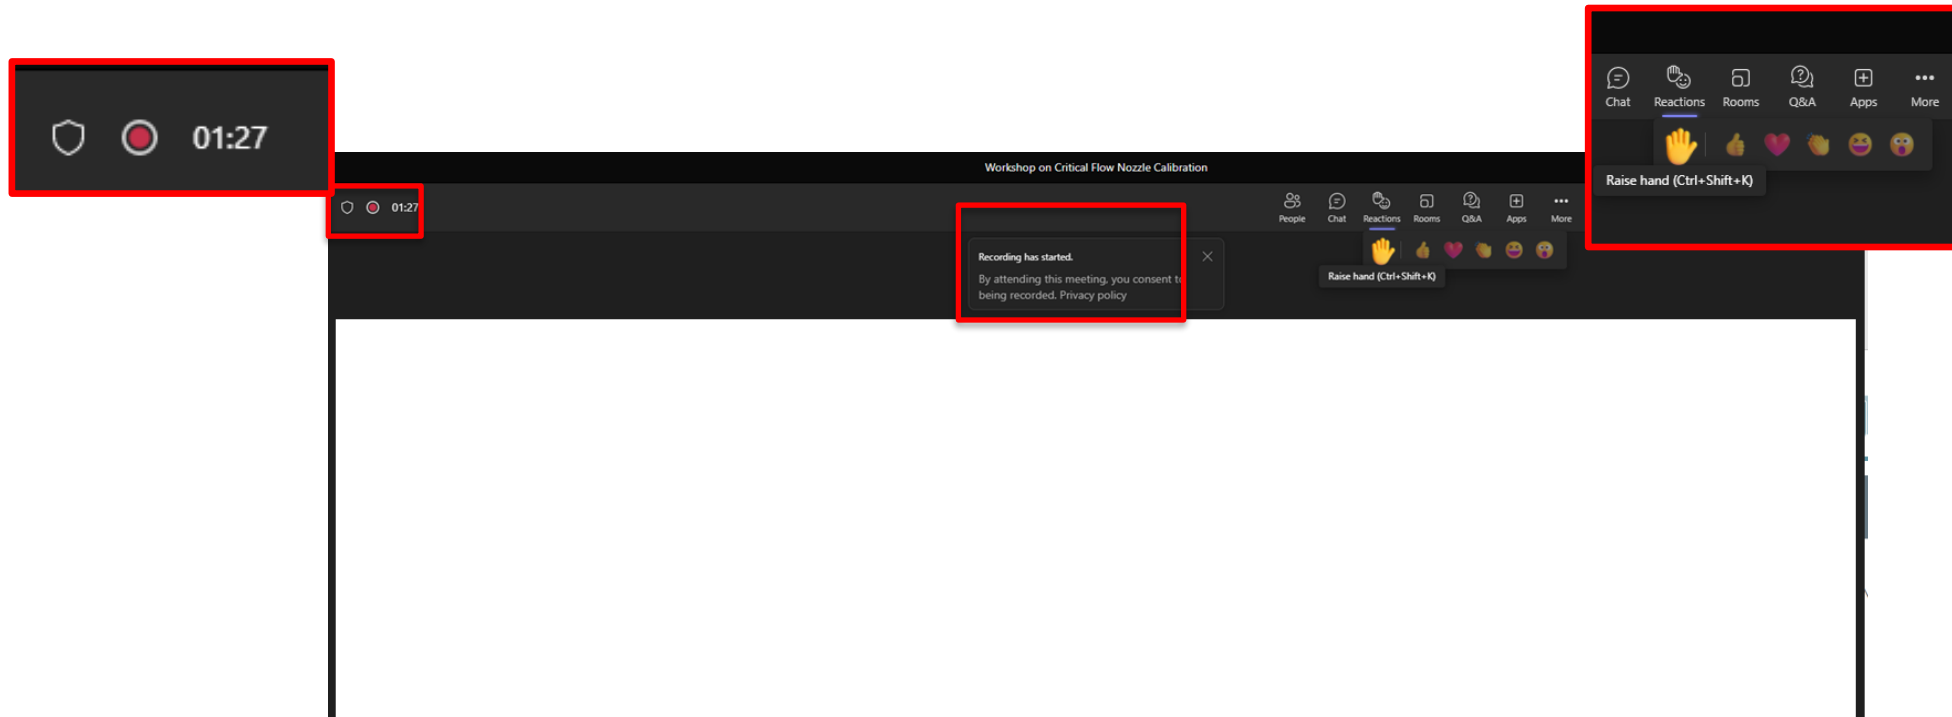 01:27
Chat Reactions Rooms Q&A Apps More
Raise hand (Ctrl+Shift+K)
Workshop on Critical Flow Nozzle Calibration
01:27
People Chat Reactions Rooms Q&A Apps More
Recording has started.
By attending this meeting, you consent to
being recorded. Privacy policy
Raise hand (Ctrl+Shift+K)